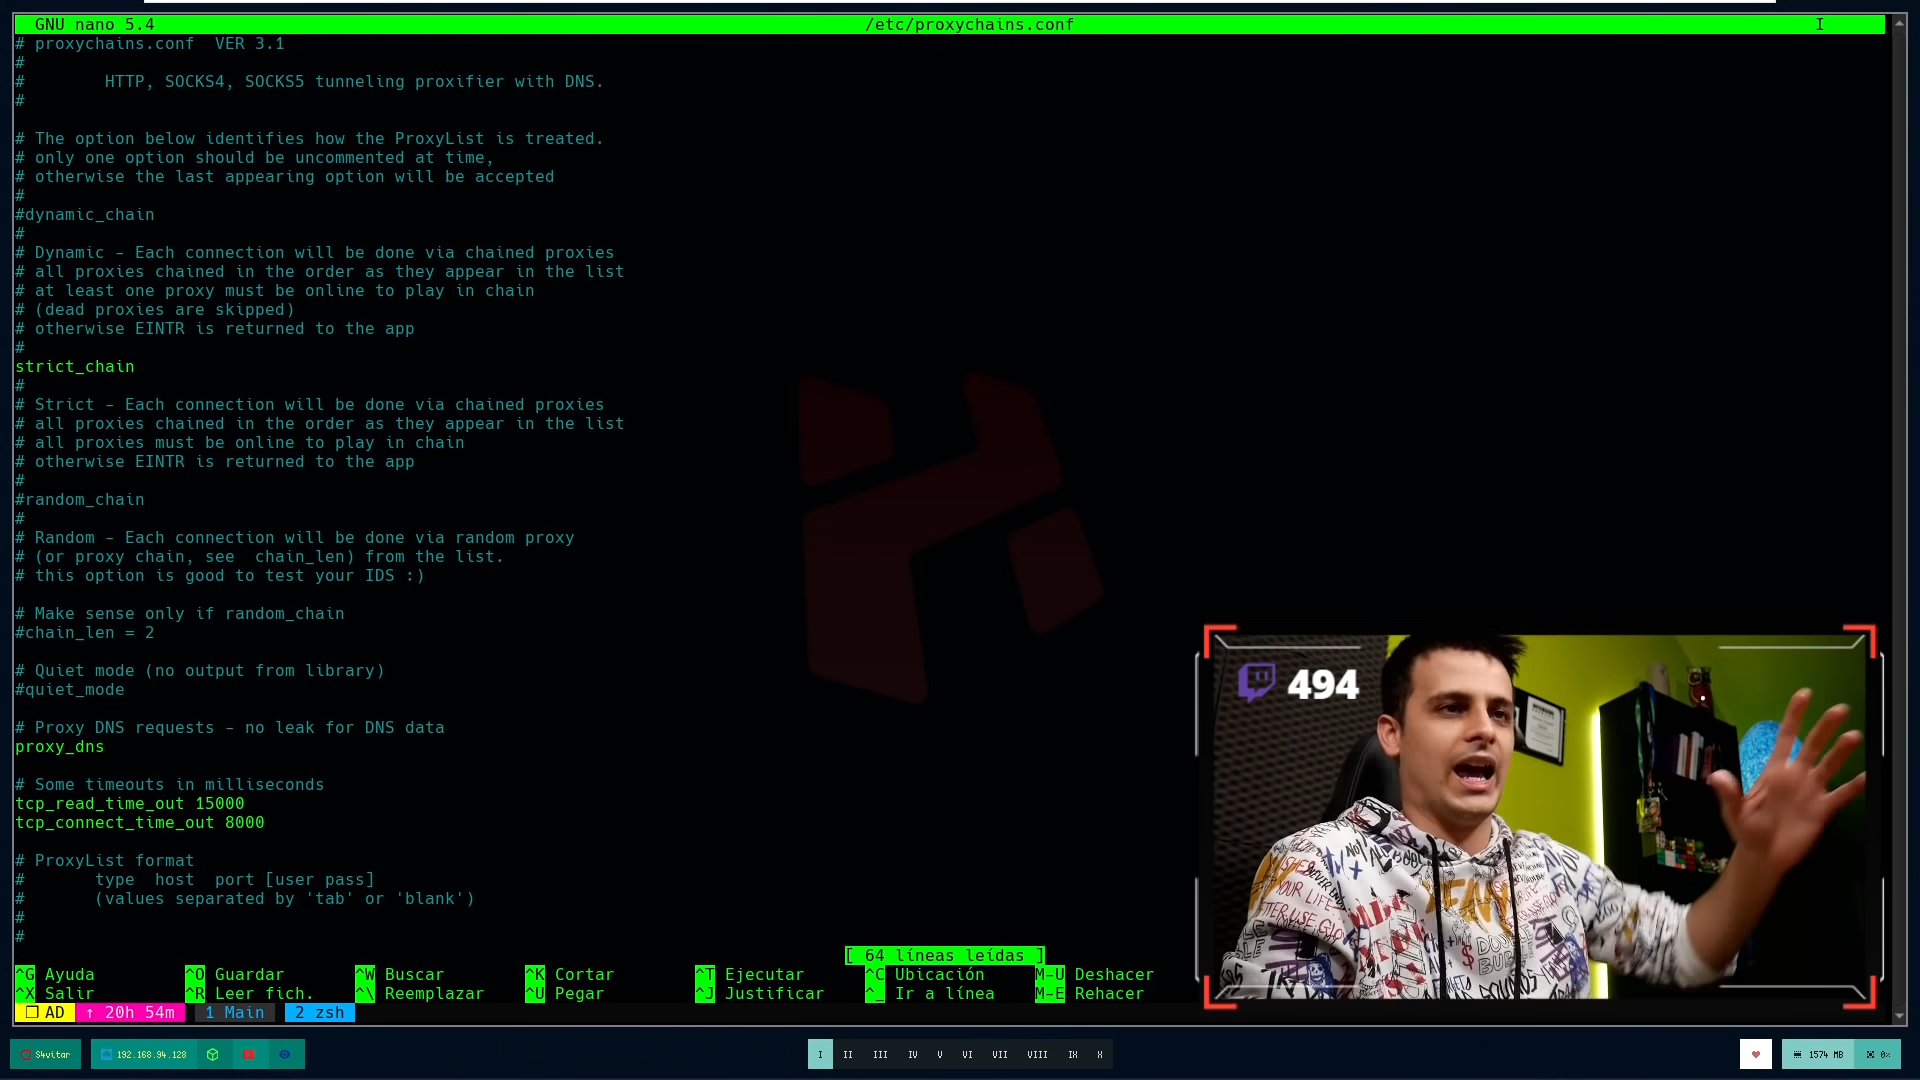 GNU nano 5.4 /etc/proxychains.conf I
# proxychains.conf  VER 3.1
#
#        HTTP, SOCKS4, SOCKS5 tunneling proxifier with DNS.
#
# The option below identifies how the ProxyList is treated.
# only one option should be uncommented at time,
# otherwise the last appearing option will be accepted
#
#dynamic_chain
#
# Dynamic - Each connection will be done via chained proxies
# all proxies chained in the order as they appear in the list
# at least one proxy must be online to play in chain
# (dead proxies are skipped)
# otherwise EINTR is returned to the app
#
strict_chain
#
# Strict - Each connection will be done via chained proxies
# all proxies chained in the order as they appear in the list
# all proxies must be online to play in chain
# otherwise EINTR is returned to the app
#
#random_chain
#
# Random - Each connection will be done via random proxy
# (or proxy chain, see  chain_len) from the list.
# this option is good to test your IDS :)
# Make sense only if random_chain
#chain_len = 2
# Quiet mode (no output from library)
#quiet_mode
# Proxy DNS requests - no leak for DNS data
proxy_dns
# Some timeouts in milliseconds
tcp_read_time_out 15000
tcp_connect_time_out 8000
# ProxyList format
#       type  host  port [user pass]
#       (values separated by 'tab' or 'blank')
#
#
[ 64 líneas leídas ]
^G Ayuda ^O Guardar ^W Buscar ^K Cortar ^T Ejecutar ^C Ubicación M-U Deshacer
^X Salir ^R Leer fich. ^\ Reemplazar ^U Pegar ^J Justificar ^_ Ir a línea M-E Rehacer
❐ AD ↑ 20h 54m 1 Main 2 zsh
494
S4vitar 192.168.94.128 I II III IV V VI VII VIII IX X 1574 MB 0%